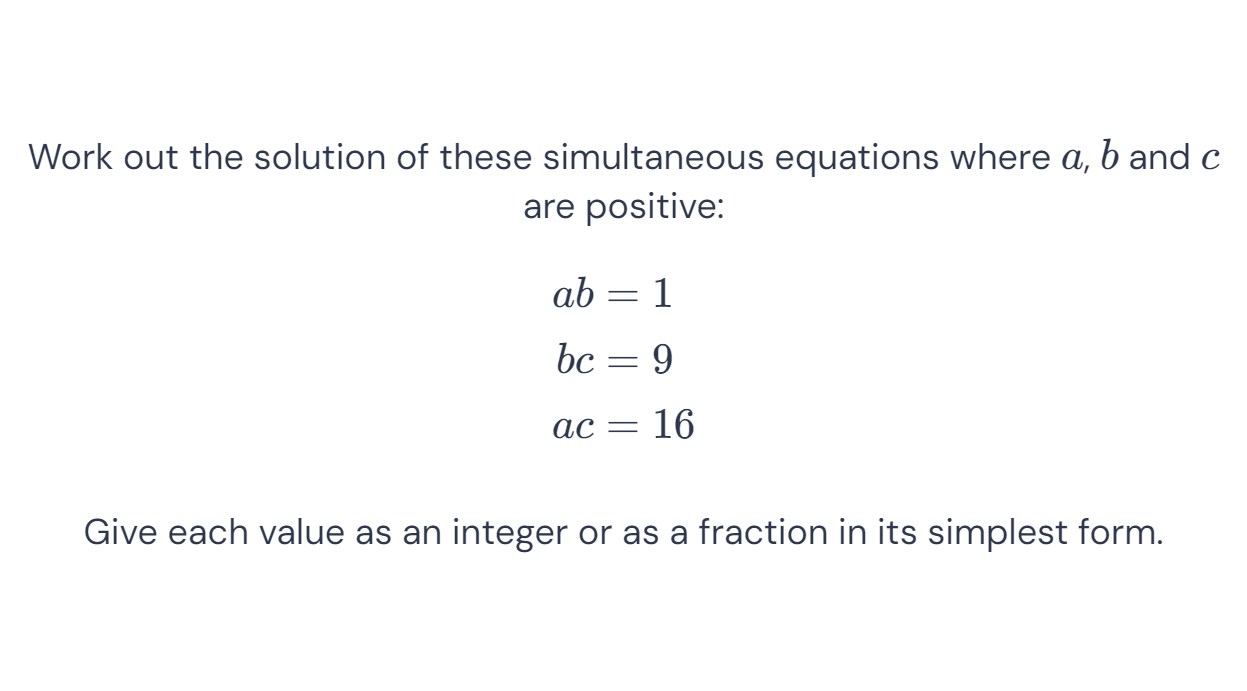 Work out the solution of these simultaneous equations where a, b and c
are positive:
ab = 1
bc = 9
ac = 16
Give each value as an integer or as a fraction in its simplest form.